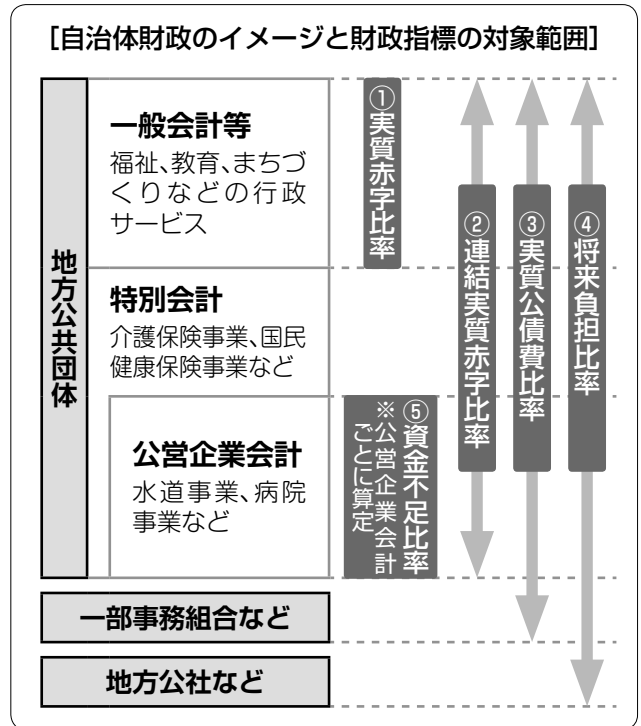 [自治体財政のイメージと財政指標の対象範囲]
地方公共団体
一般会計等
福祉、教育、まちづ
くりなどの行政
サービス
特別会計
介護保険事業、国民
健康保険事業など
公営企業会計
水道事業、病院
事業など
①実質赤字比率
⑤資金不足比率
※公営企業会計
ごとに算定
②連結実質赤字比率
③実質公債費比率
④将来負担比率
一部事務組合など
地方公社など